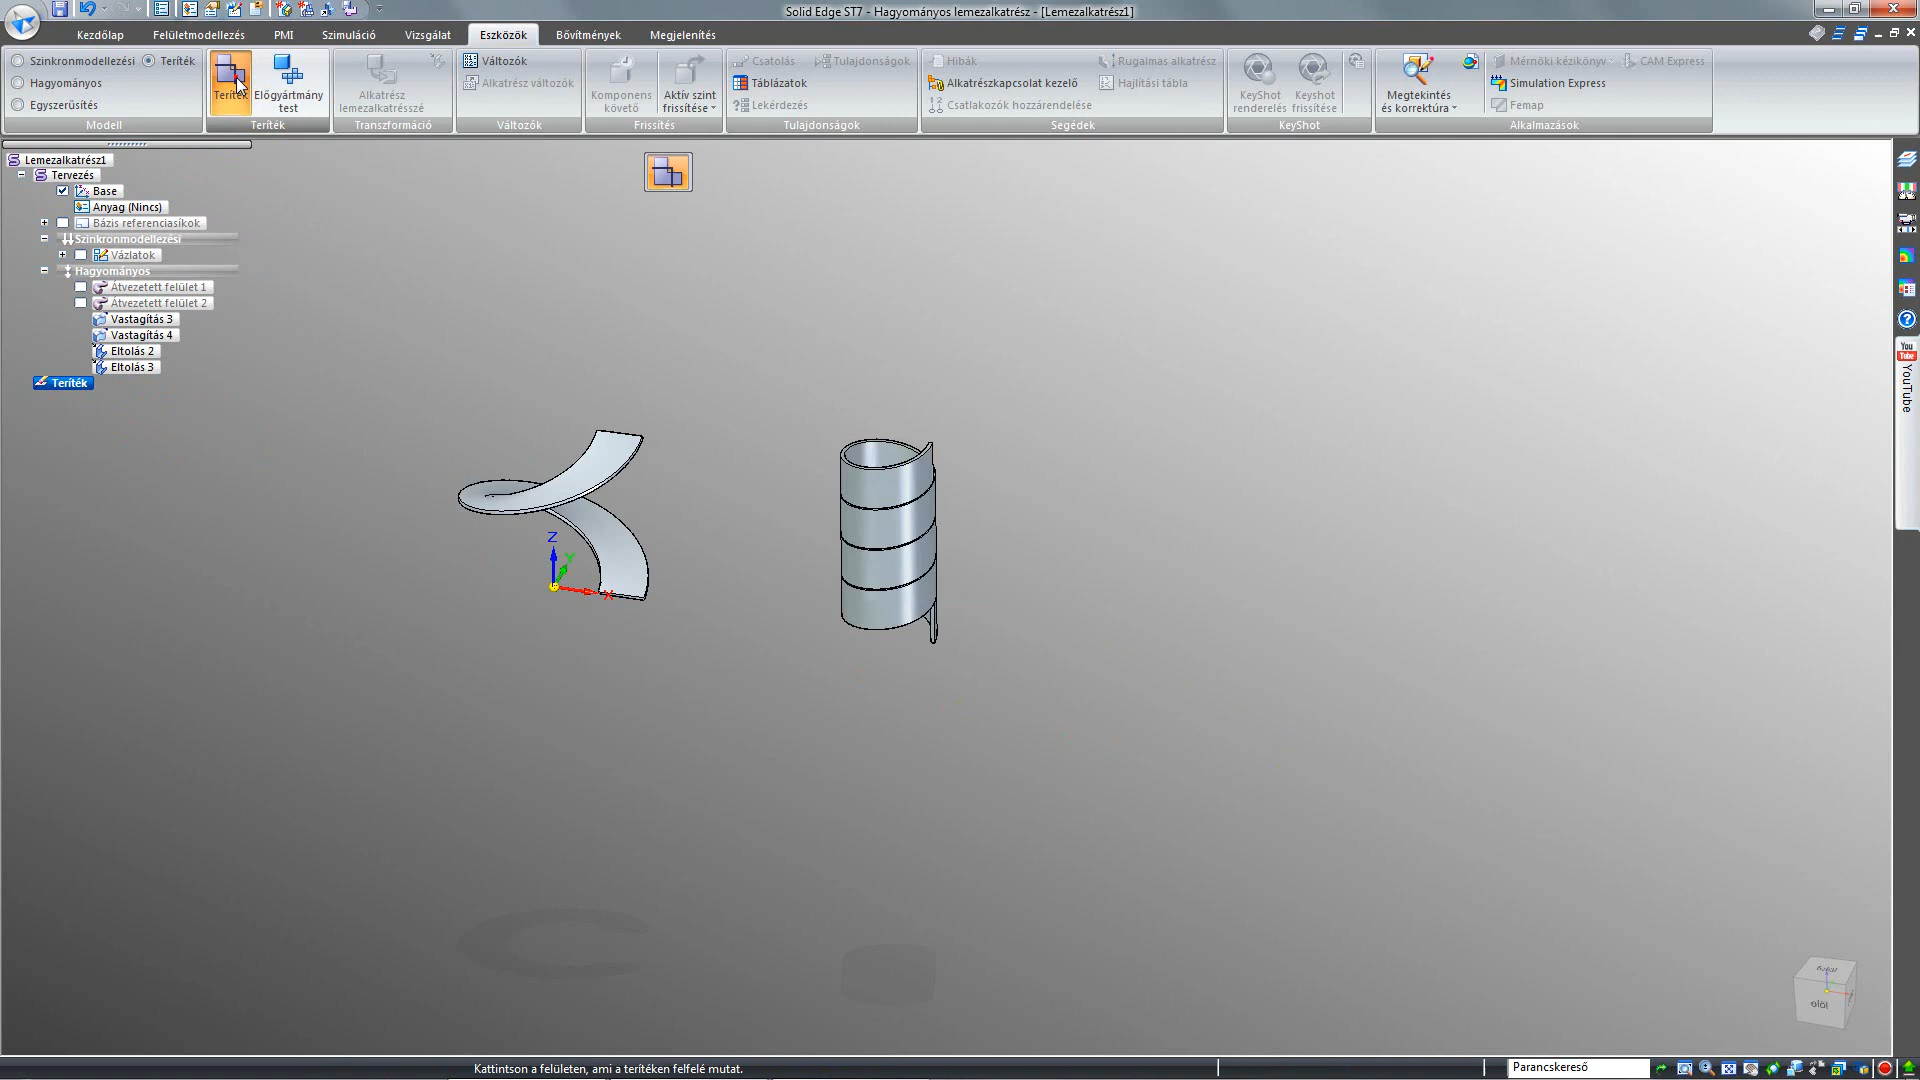 Solid Edge ST7 - Hagyományos lemezalkatrész - [Lemezalkatrész1]
Kezdőlap Felületmodellezés PMI Szimuláció Vizsgálat Eszközök Bővítmények Megjelenítés
Szinkronmodellezési
Teríték
Hagyományos
Egyszerűsítés
Modell
Teríték
Előgyártmány
test
Teríték
Alkatrész
lemezalkatrésszé
Transzformáció
Változók
Alkatrész változók
Változók
Komponens
követő
Aktív szint
frissítése
Frissítés
Csatolás
Tulajdonságok
Táblázatok
Lekérdezés
Tulajdonságok
Hibák
Rugalmas alkatrész
Alkatrészkapcsolat kezelő
Hajlítási tábla
Csatlakozók hozzárendelése
Segédek
KeyShot
renderelés
Keyshot
frissítése
KeyShot
Megtekintés
és korrektúra
Mérnöki kézikönyv
CAM Express
Simulation Express
Femap
Alkalmazások
Lemezalkatrész1
Tervezés
Base
Anyag (Nincs)
Bázis referenciasíkok
Szinkronmodellezési
Vázlatok
Hagyományos
Átvezetett felület 1
Átvezetett felület 2
Vastagítás 3
Vastagítás 4
Eltolás 2
Eltolás 3
Teríték
Z
Y
X
You
Tube
YouTube
Kattintson a felületen, ami a terítéken felfelé mutat.
Parancskereső